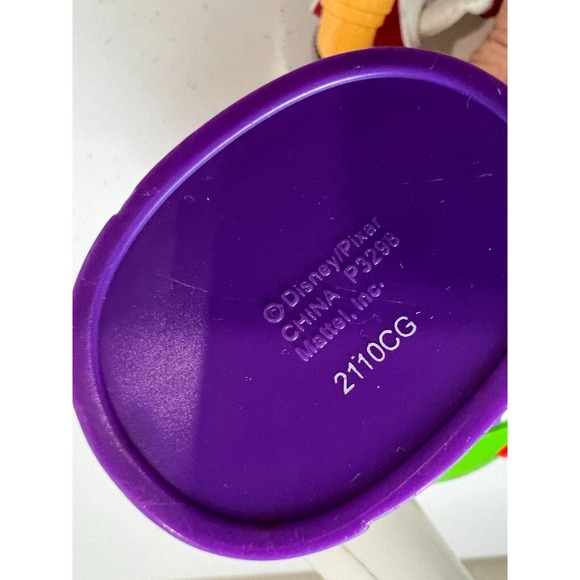 ©Disney/Pixar
CHINA P3298
Mattel, Inc.
2110CG